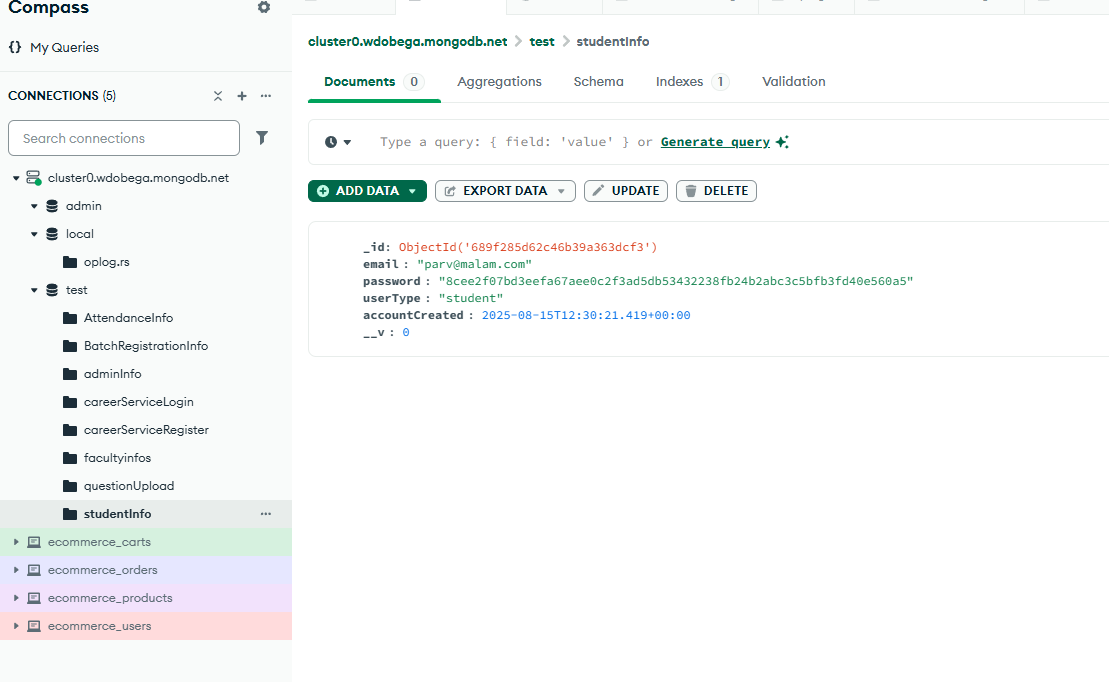 Compass
{} My Queries
CONNECTIONS (5)
Search connections
cluster0.wdobega.mongodb.net
admin
local
oplog.rs
test
AttendanceInfo
BatchRegistrationInfo
adminInfo
careerServiceLogin
careerServiceRegister
facultyinfos
questionUpload
studentInfo
ecommerce_carts
ecommerce_orders
ecommerce_products
ecommerce_users
cluster0.wdobega.mongodb.net > test > studentInfo
Documents 0 Aggregations Schema Indexes 1 Validation
Type a query: { field: 'value' } or Generate query
ADD DATA EXPORT DATA UPDATE DELETE
_id: ObjectId('689f285d62c46b39a363dcf3')
email : "parv@malam.com"
password : "8cee2f07bd3eefa67aee0c2f3ad5db53432238fb24b2abc3c5bfb3fd40e560a5"
userType : "student"
accountCreated : 2025-08-15T12:30:21.419+00:00
__v : 0